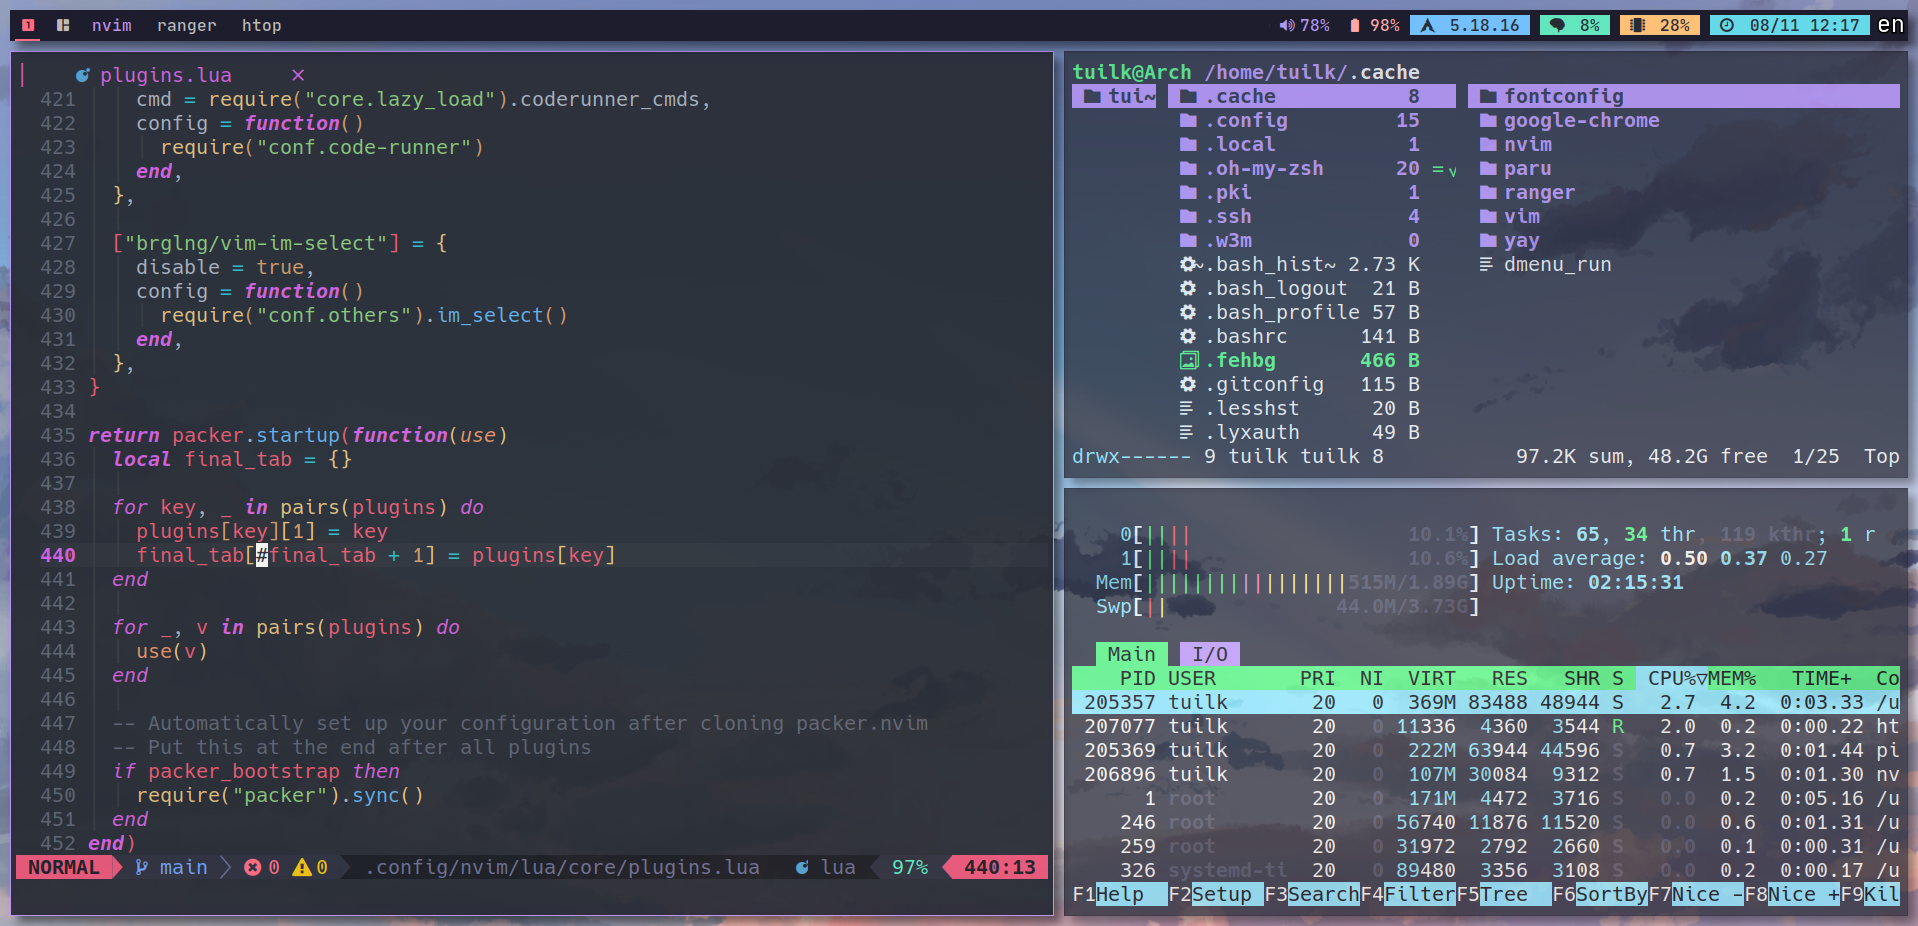 1 nvim ranger htop 78% 98% 5.18.16 8% 28% 08/11 12:17 en
plugins.lua ×
421 cmd = require("core.lazy_load").coderunner_cmds,
422 config = function()
423 require("conf.code-runner")
424 end,
425 },
426
427 ["brglng/vim-im-select"] = {
428 disable = true,
429 config = function()
430 require("conf.others").im_select()
431 end,
432 },
433 }
434
435 return packer.startup(function(use)
436 local final_tab = {}
437
438 for key, _ in pairs(plugins) do
439 plugins[key][1] = key
440 final_tab[#final_tab + 1] = plugins[key]
441 end
442
443 for _, v in pairs(plugins) do
444 use(v)
445 end
446
447 -- Automatically set up your configuration after cloning packer.nvim
448 -- Put this at the end after all plugins
449 if packer_bootstrap then
450 require("packer").sync()
451 end
452 end)
NORMAL main 0 0 .config/nvim/lua/core/plugins.lua lua 97% 440:13
tuilk@Arch /home/tuilk/.cache
tui~ .cache 8 fontconfig
.config 15 google-chrome
.local 1 nvim
.oh-my-zsh 20 =✓ paru
.pki 1 ranger
.ssh 4 vim
.w3m 0 yay
~.bash_hist~ 2.73 K dmenu_run
.bash_logout 21 B
.bash_profile 57 B
.bashrc 141 B
.fehbg 466 B
.gitconfig 115 B
.lesshst 20 B
.lyxauth 49 B
drwx------ 9 tuilk tuilk 8 97.2K sum, 48.2G free 1/25 Top
0[|||| 10.1%] Tasks: 65, 34 thr, 119 kthr; 1 r
1[|||| 10.6%] Load average: 0.50 0.37 0.27
Mem[||||||||||||||||| 515M/1.89G] Uptime: 02:15:31
Swp[|| 44.0M/3.73G]
Main I/O
PID USER PRI NI VIRT RES SHR S CPU%▽MEM% TIME+ Co
205357 tuilk 20 0 369M 83488 48944 S 2.7 4.2 0:03.33 /u
207077 tuilk 20 0 11336 4360 3544 R 2.0 0.2 0:00.22 ht
205369 tuilk 20 0 222M 63944 44596 S 0.7 3.2 0:01.44 pi
206896 tuilk 20 0 107M 30084 9312 S 0.7 1.5 0:01.30 nv
1 root 20 0 171M 4472 3716 S 0.0 0.2 0:05.16 /u
246 root 20 0 56740 11876 11520 S 0.0 0.6 0:01.31 /u
259 root 20 0 31972 2792 2660 S 0.0 0.1 0:00.31 /u
326 systemd-ti 20 0 89480 3356 3108 S 0.0 0.2 0:00.17 /u
F1Help F2Setup F3SearchF4FilterF5Tree F6SortByF7Nice -F8Nice +F9Kil